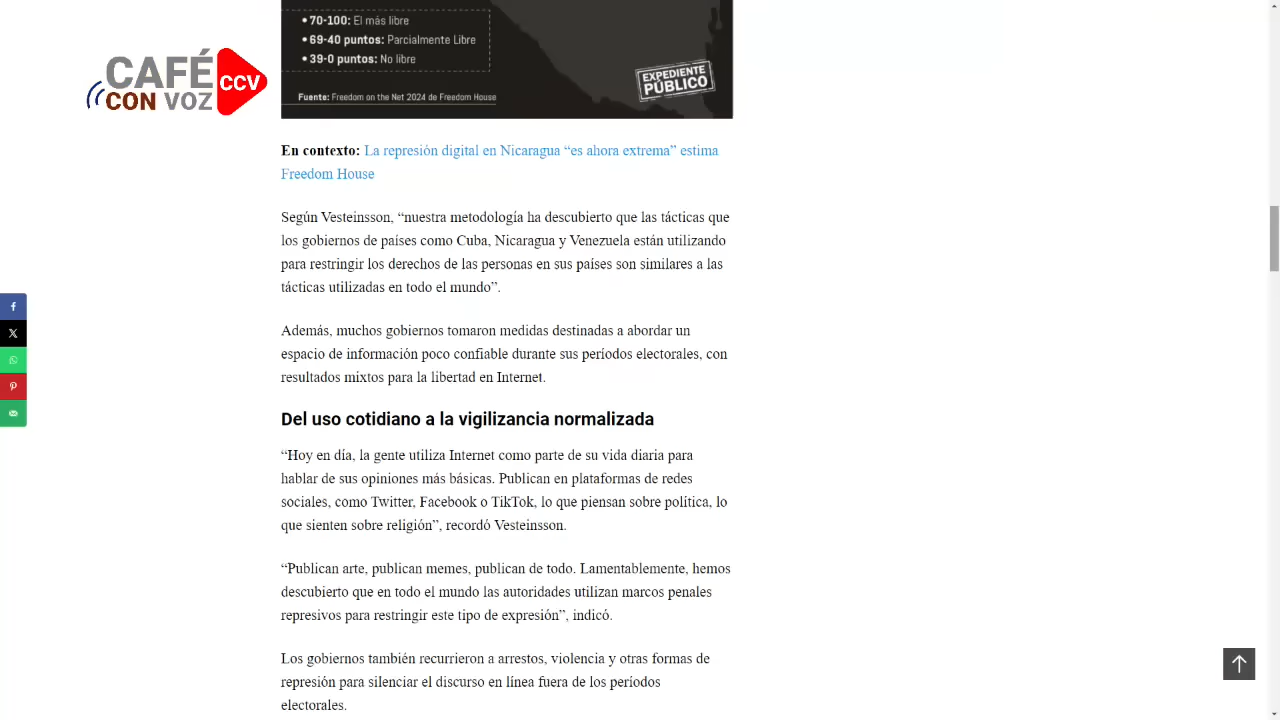 • 70-100: El más libre
• 69-40 puntos: Parcialmente Libre
• 39-0 puntos: No libre
EXPEDIENTE
PÚBLICO
Fuente: Freedom on the Net 2024 de Freedom House
CAFÉ
CON VOZ
CCV
En contexto: La represión digital en Nicaragua “es ahora extrema” estima
Freedom House
Según Vesteinsson, “nuestra metodología ha descubierto que las tácticas que
los gobiernos de países como Cuba, Nicaragua y Venezuela están utilizando
para restringir los derechos de las personas en sus países son similares a las
tácticas utilizadas en todo el mundo”.
Además, muchos gobiernos tomaron medidas destinadas a abordar un
espacio de información poco confiable durante sus períodos electorales, con
resultados mixtos para la libertad en Internet.
Del uso cotidiano a la vigilizancia normalizada
“Hoy en día, la gente utiliza Internet como parte de su vida diaria para
hablar de sus opiniones más básicas. Publican en plataformas de redes
sociales, como Twitter, Facebook o TikTok, lo que piensan sobre política, lo
que sienten sobre religión”, recordó Vesteinsson.
“Publican arte, publican memes, publican de todo. Lamentablemente, hemos
descubierto que en todo el mundo las autoridades utilizan marcos penales
represivos para restringir este tipo de expresión”, indicó.
Los gobiernos también recurrieron a arrestos, violencia y otras formas de
represión para silenciar el discurso en línea fuera de los períodos
electorales.